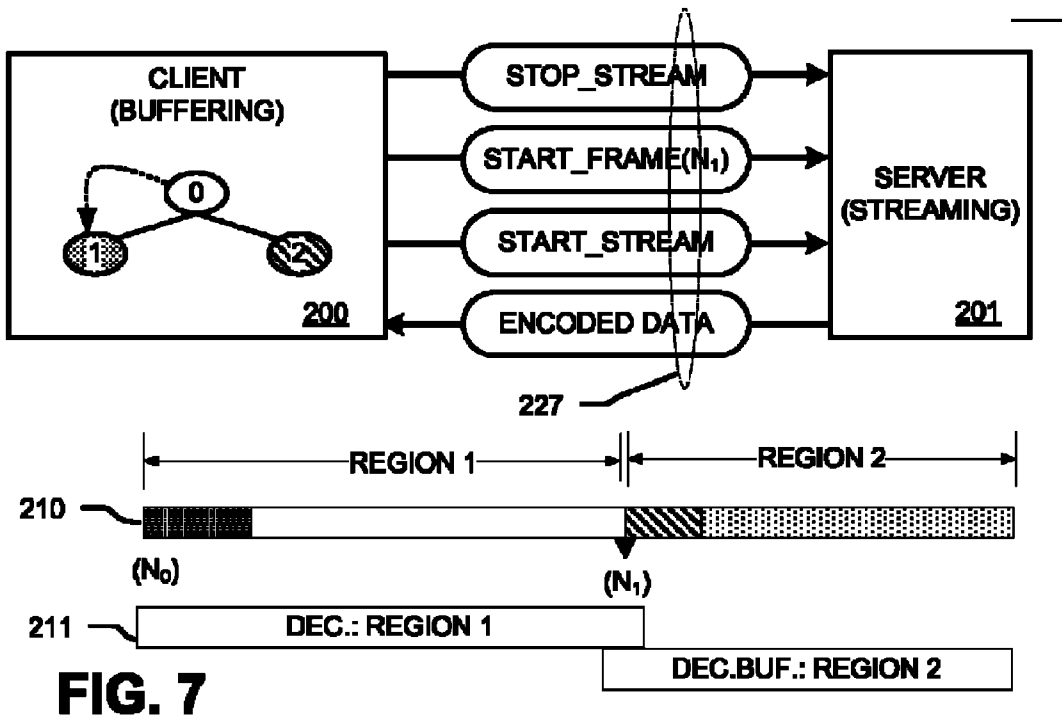 CLIENT
(BUFFERING)
0
1
2
200
STOP_STREAM
START_FRAME(N₁)
START_STREAM
ENCODED DATA
SERVER
(STREAMING)
201
227
REGION 1
REGION 2
210
(N₀)
(N₁)
211
DEC.: REGION 1
DEC.BUF.: REGION 2
FIG. 7